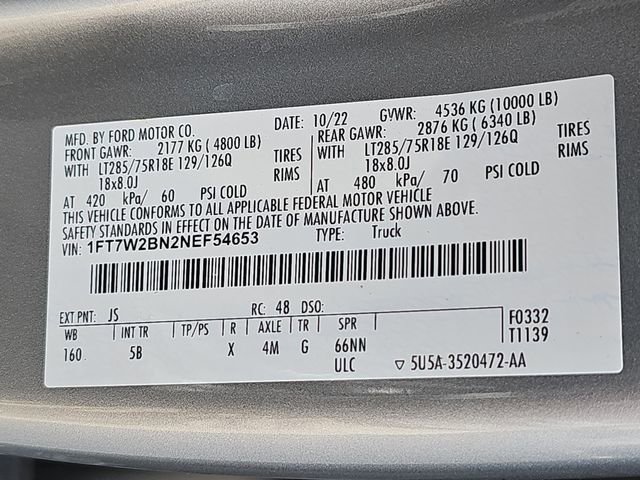 MFD. BY FORD MOTOR CO. DATE: 10/22 GVWR: 4536 KG (10000 LB)
FRONT GAWR: 2177 KG ( 4800 LB) REAR GAWR: 2876 KG ( 6340 LB)
WITH LT285/75R18E 129/126Q TIRES WITH LT285/75R18E 129/126Q TIRES
18x8.0J RIMS 18x8.0J RIMS
AT 420 kPa/ 60 PSI COLD AT 480 kPa/ 70 PSI COLD
THIS VEHICLE CONFORMS TO ALL APPLICABLE FEDERAL MOTOR VEHICLE
SAFETY STANDARDS IN EFFECT ON THE DATE OF MANUFACTURE SHOWN ABOVE.
VIN: 1FT7W2BN2NEF54653 TYPE: Truck
EXT PNT: JS RC: 48 DSO:
WB INT TR TP/PS R AXLE TR SPR F0332
160. 5B X 4M G 66NN T1139
ULC ▽ 5U5A-3520472-AA